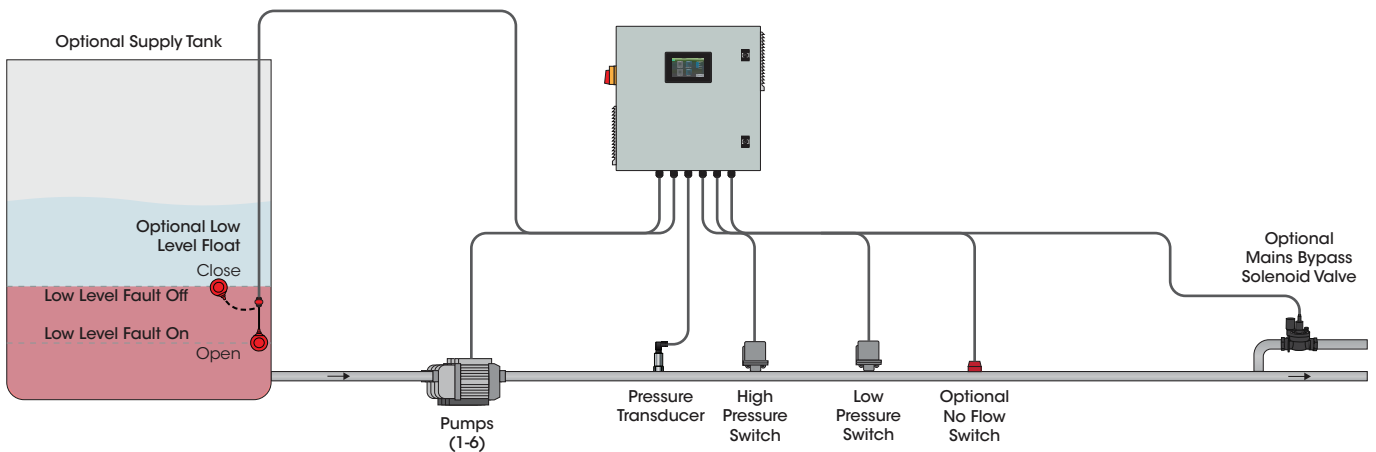 Optional Supply Tank
Optional Low
Level Float
Close
Low Level Fault Off
Low Level Fault On
Open
Pumps
(1-6)
Pressure
Transducer
High
Pressure
Switch
Low
Pressure
Switch
Optional
No Flow
Switch
Optional
Mains Bypass
Solenoid Valve